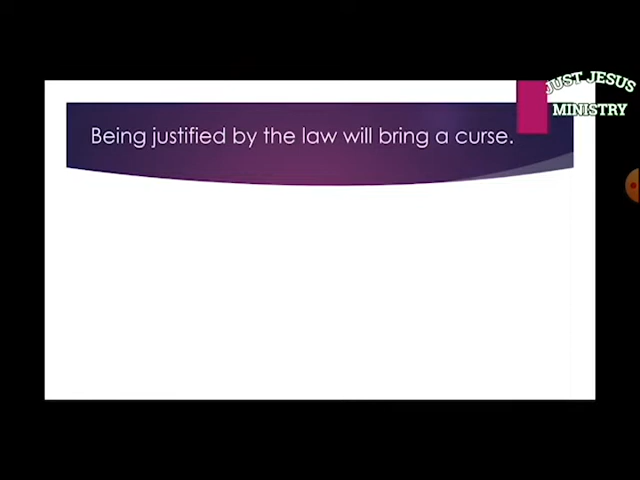 JUST JESUS
MINISTRY
Being justified by the law will bring a curse.